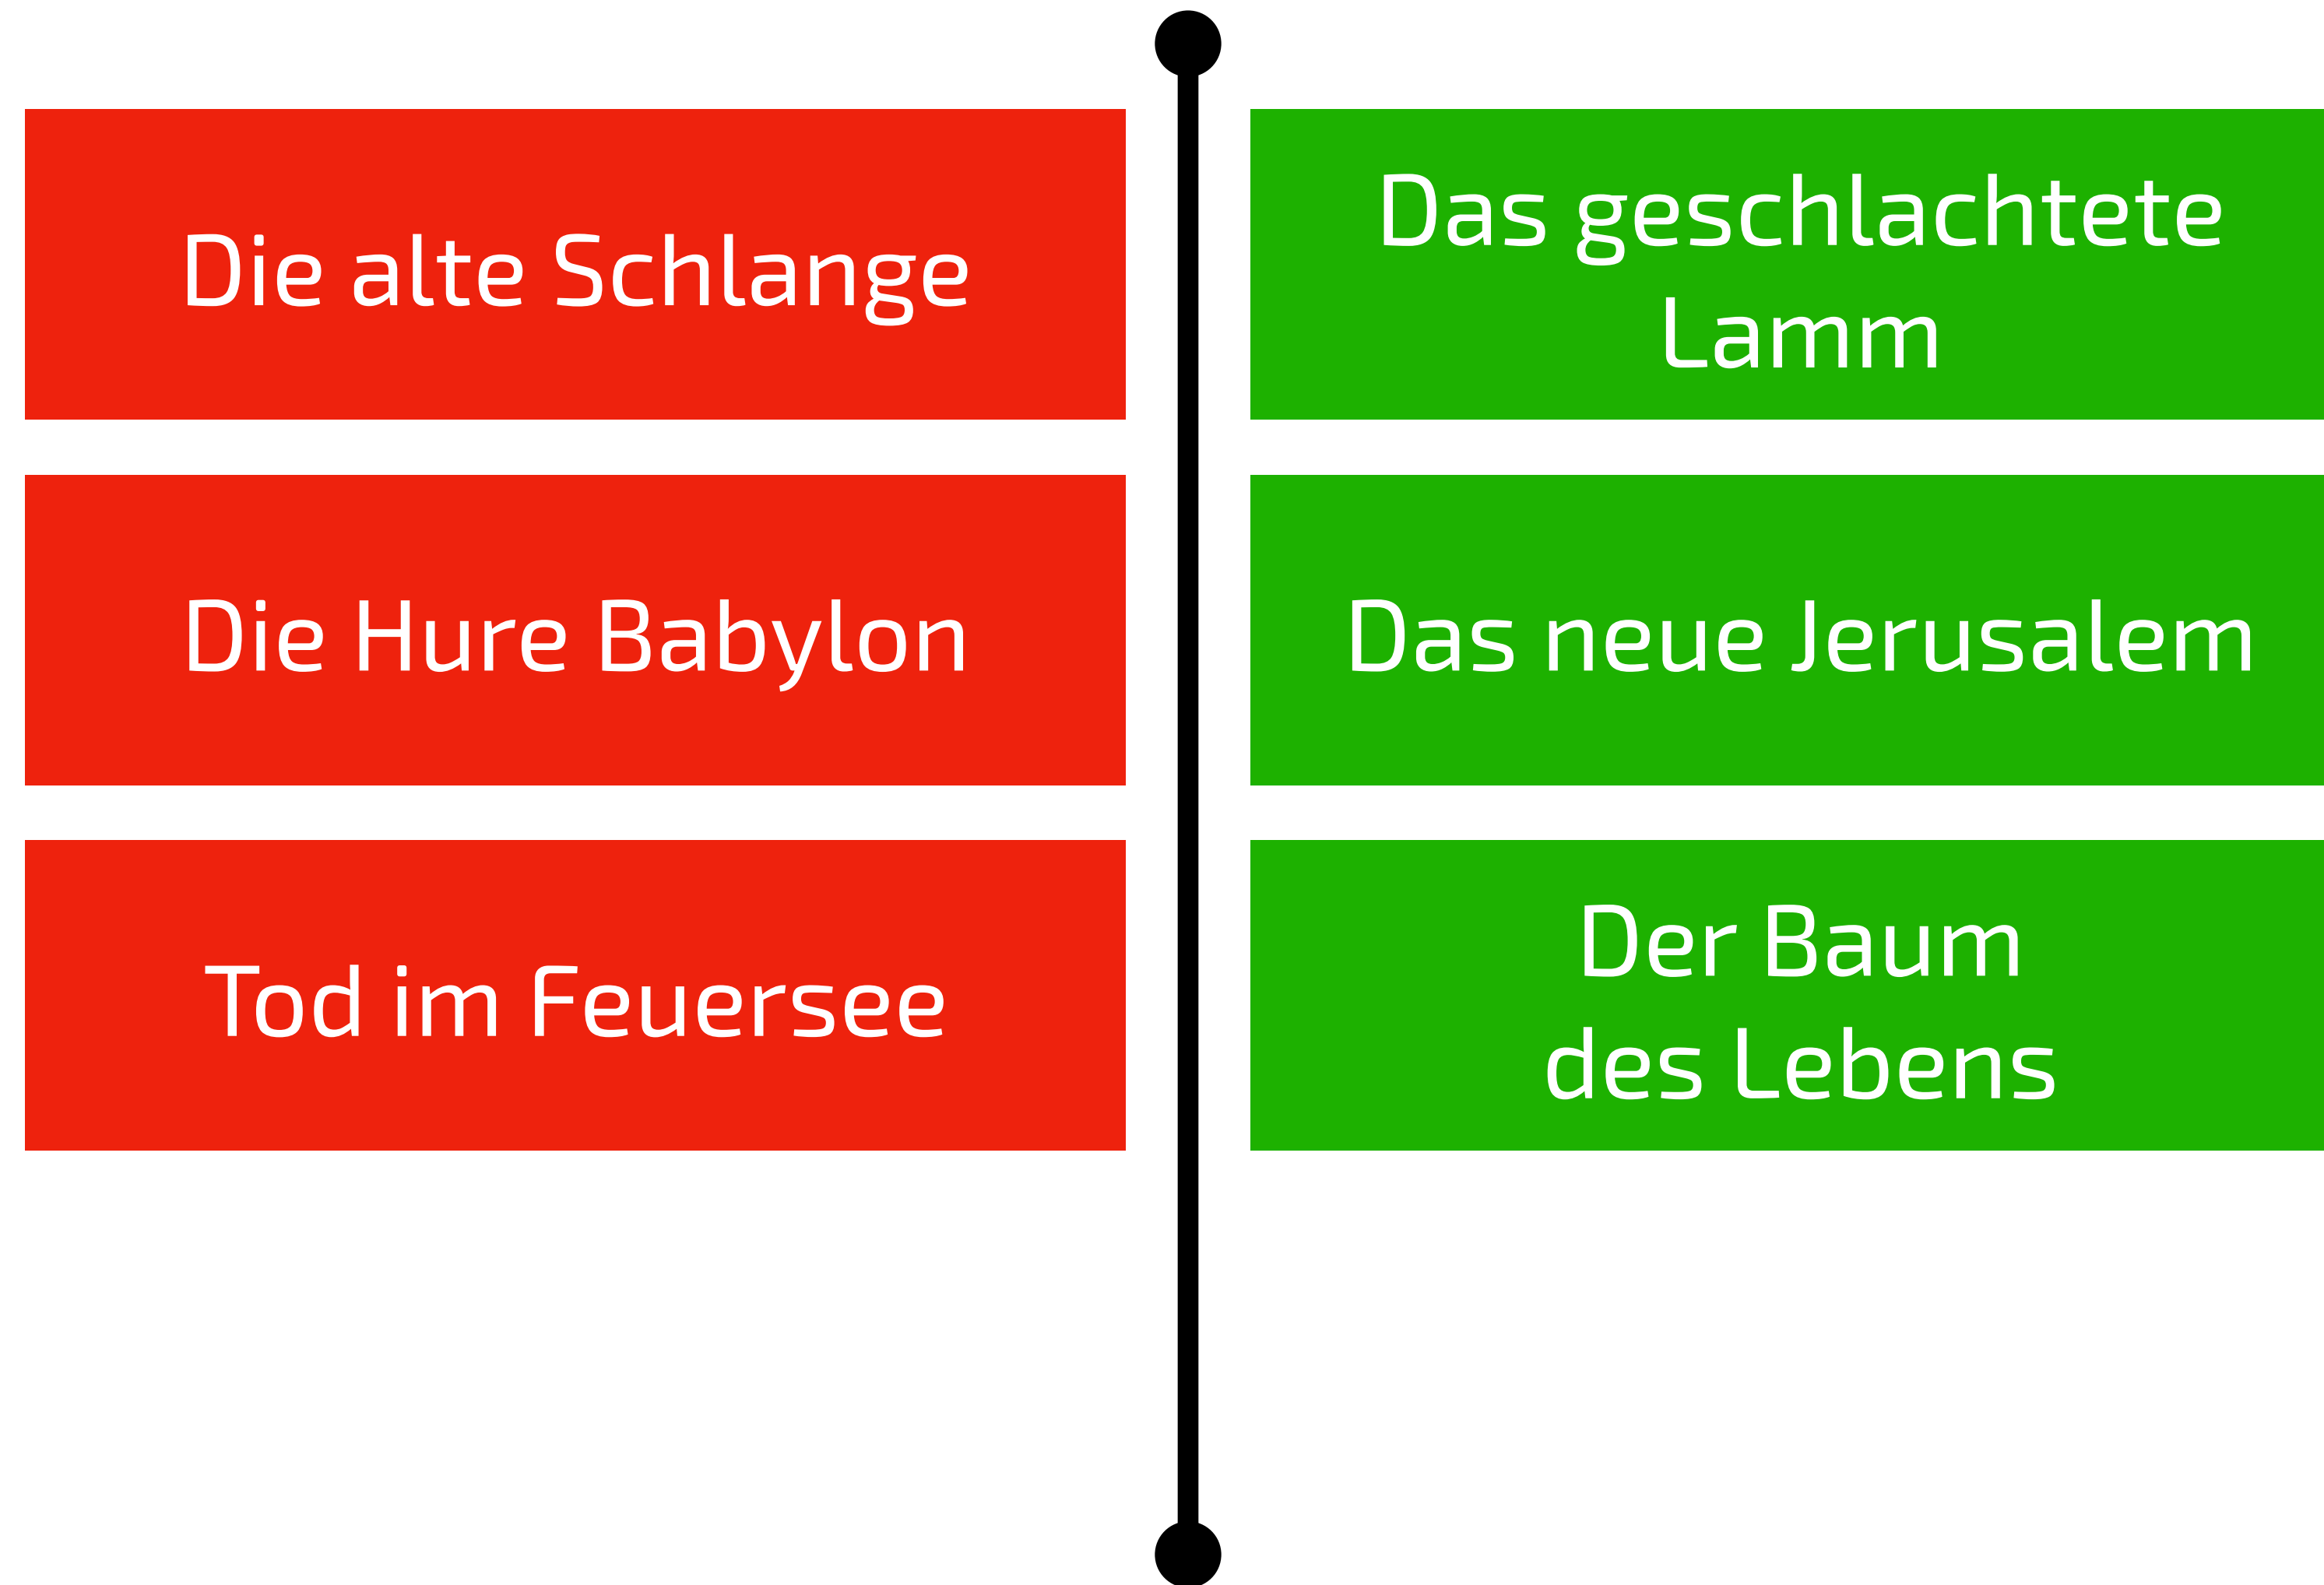 Die alte Schlange
Das geschlachtete
Lamm
Die Hure Babylon
Das neue Jerusalem
Tod im Feuersee
Der Baum
des Lebens